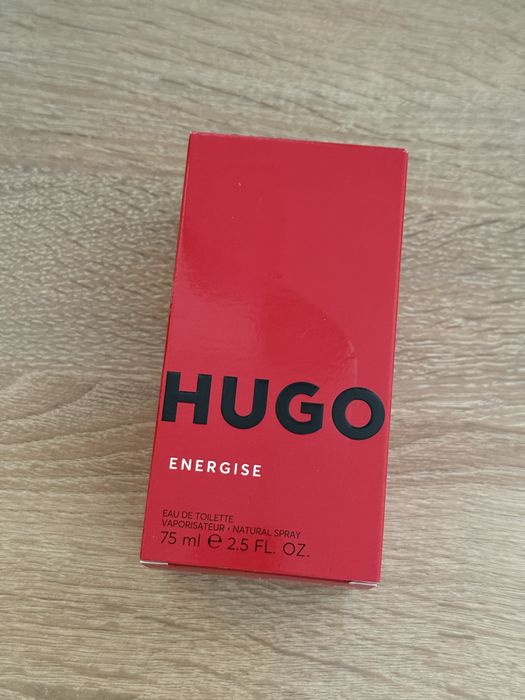 HUGO
ENERGISE
EAU DE TOILETTE
VAPORISATEUR • NATURAL SPRAY
75 ml ℮ 2.5 FL. OZ.